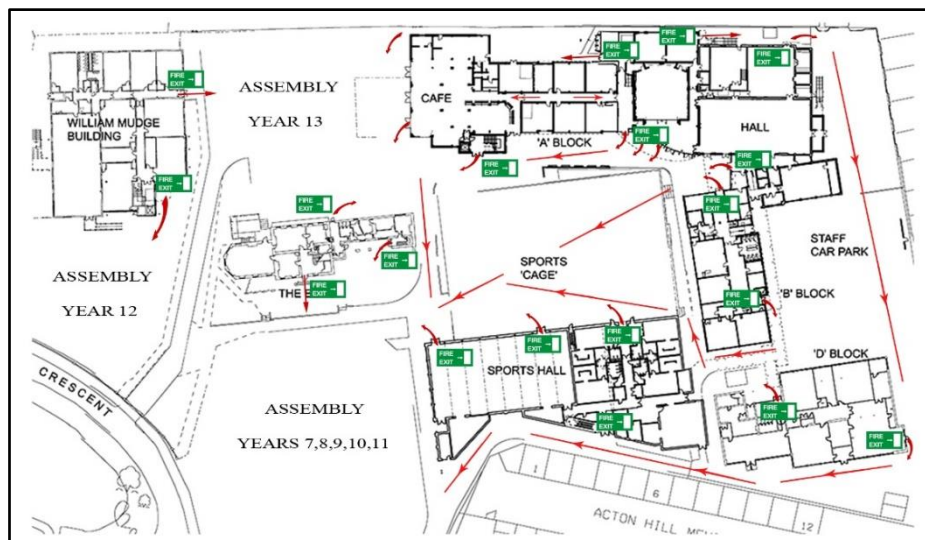 FIRE
EXIT
FIRE
EXIT
FIRE
EXIT
FIRE
EXIT
ASSEMBLY
YEAR 13
CAFE
WILLIAM MUDGE
BUILDING
'A' BLOCK
HALL
FIRE
EXIT
FIRE
EXIT
FIRE
EXIT
FIRE
EXIT
FIRE
EXIT
FIRE
EXIT
STAFF
CAR PARK
ASSEMBLY
YEAR 12
SPORTS
'CAGE'
FIRE
EXIT
THE
FIRE
EXIT
'B' BLOCK
FIRE
EXIT
CRESCENT
FIRE
EXIT
FIRE
EXIT
FIRE
EXIT
SPORTS HALL
'D' BLOCK
ASSEMBLY
YEARS 7,8,9,10,11
FIRE
EXIT
FIRE
EXIT
FIRE
EXIT
1
6
12
ACTON HILL